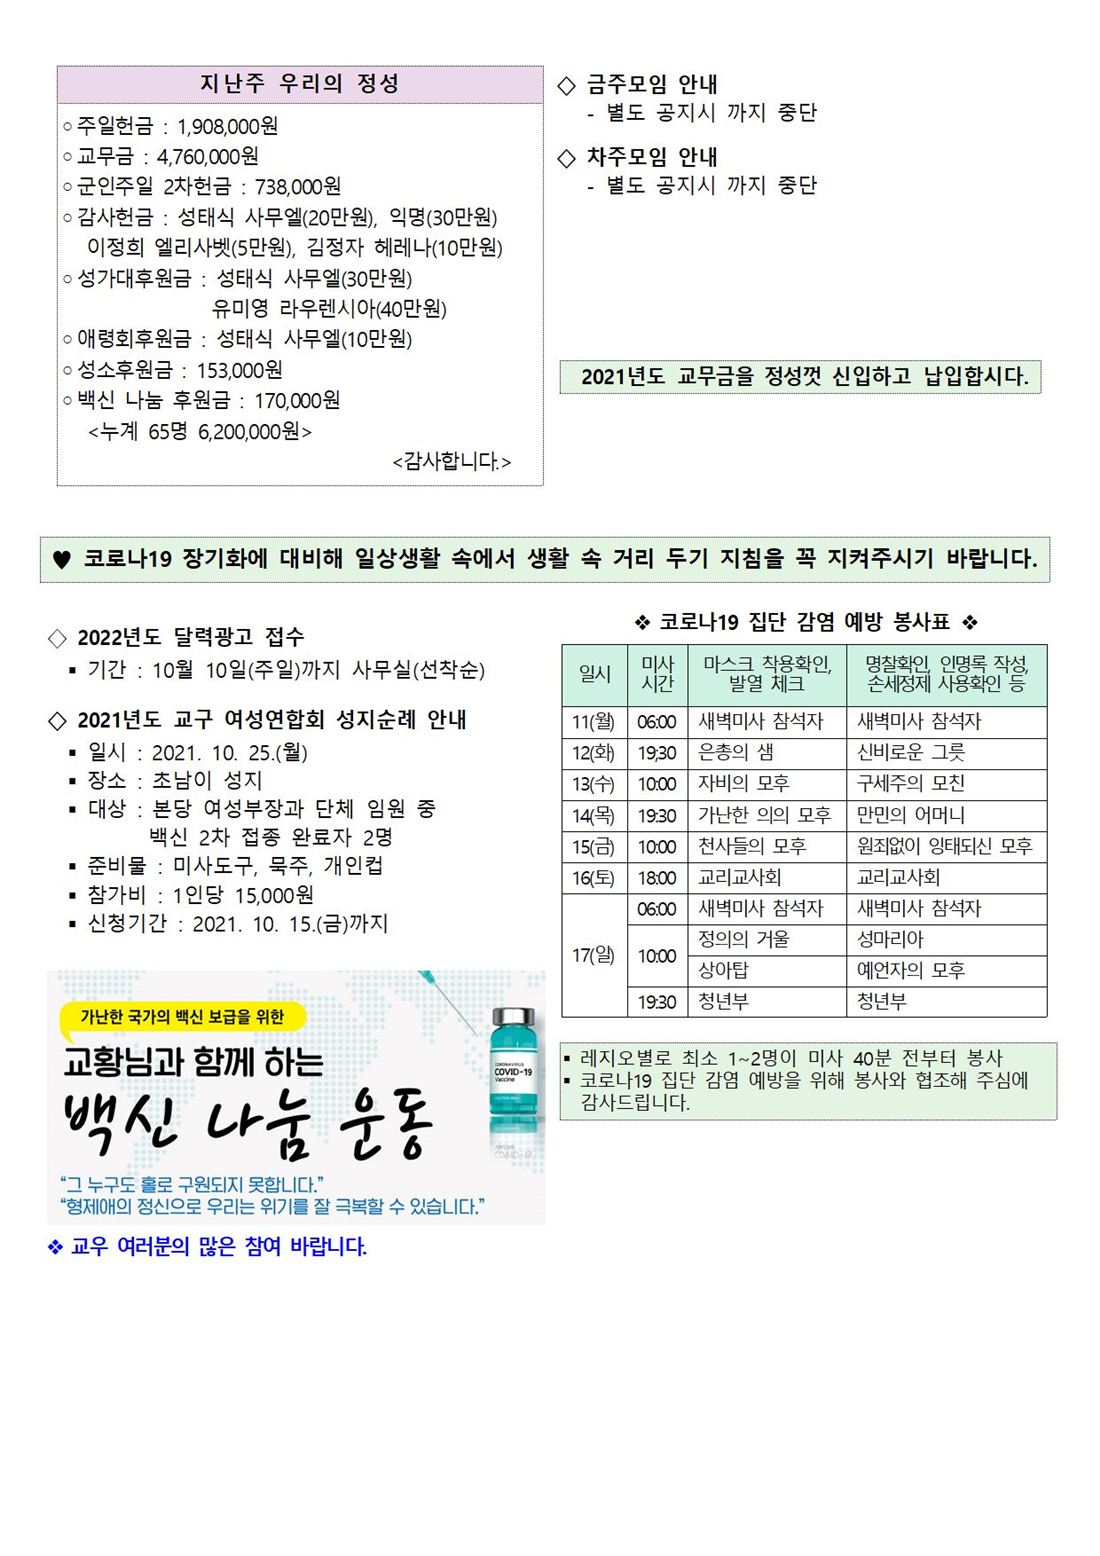 지난주 우리의 정성
○ 주일헌금 : 1,908,000원
○ 교무금 : 4,760,000원
○ 군인주일 2차헌금 : 738,000원
○ 감사헌금 : 성태식 사무엘(20만원), 익명(30만원)
이정희 엘리사벳(5만원), 김정자 헤레나(10만원)
○ 성가대후원금 : 성태식 사무엘(30만원)
유미영 라우렌시아(40만원)
○ 애령회후원금 : 성태식 사무엘(10만원)
○ 성소후원금 : 153,000원
○ 백신 나눔 후원금 : 170,000원
<누계 65명 6,200,000원>
<감사합니다.>
◇ 금주모임 안내
- 별도 공지시 까지 중단
◇ 차주모임 안내
- 별도 공지시 까지 중단
2021년도 교무금을 정성껏 신입하고 납입합시다.
♥ 코로나19 장기화에 대비해 일상생활 속에서 생활 속 거리 두기 지침을 꼭 지켜주시기 바랍니다.
◇ 2022년도 달력광고 접수
▪ 기간 : 10월 10일(주일)까지 사무실(선착순)
◇ 2021년도 교구 여성연합회 성지순례 안내
▪ 일시 : 2021. 10. 25.(월)
▪ 장소 : 초남이 성지
▪ 대상 : 본당 여성부장과 단체 임원 중
백신 2차 접종 완료자 2명
▪ 준비물 : 미사도구, 묵주, 개인컵
▪ 참가비 : 1인당 15,000원
▪ 신청기간 : 2021. 10. 15.(금)까지
가난한 국가의 백신 보급을 위한
교황님과 함께 하는
백신 나눔 운동
“그 누구도 홀로 구원되지 못합니다.”
“형제애의 정신으로 우리는 위기를 잘 극복할 수 있습니다.”
CORONAVIRUS
COVID-19
Vaccine
❖ 교우 여러분의 많은 참여 바랍니다.
❖ 코로나19 집단 감염 예방 봉사표 ❖
일시 미사 시간 마스크 착용확인, 발열 체크 명찰확인, 인명록 작성, 손세정제 사용확인 등
11(월) 06:00 새벽미사 참석자 새벽미사 참석자
12(화) 19;30 은총의 샘 신비로운 그릇
13(수) 10:00 자비의 모후 구세주의 모친
14(목) 19:30 가난한 의의 모후 만민의 어머니
15(금) 10:00 천사들의 모후 원죄없이 잉태되신 모후
16(토) 18:00 교리교사회 교리교사회
17(일) 06:00 새벽미사 참석자 새벽미사 참석자
10:00 정의의 거울 성마리아
상아탑 예언자의 모후
19:30 청년부 청년부
▪ 레지오별로 최소 1~2명이 미사 40분 전부터 봉사
▪ 코로나19 집단 감염 예방을 위해 봉사와 협조해 주심에
감사드립니다.